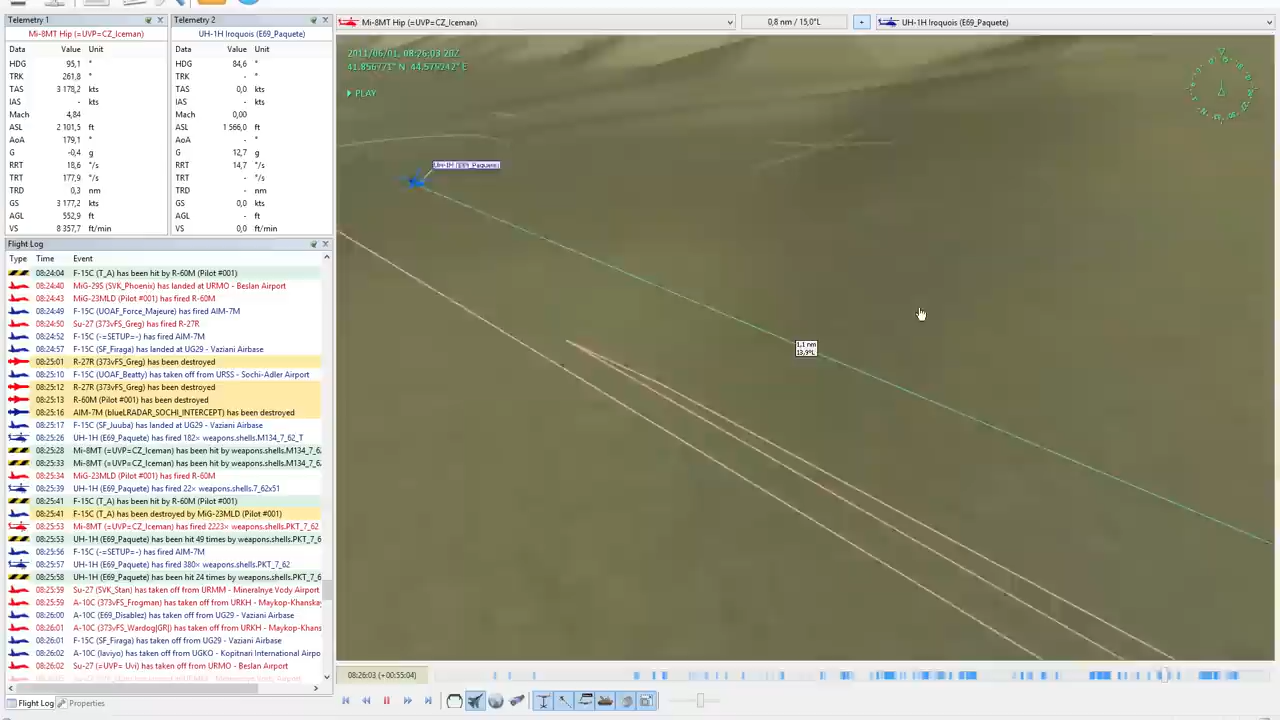 Telemetry 1
Mi-8MT Hip (=UVP=CZ_Iceman)
Data Value Unit
HDG 95,1 °
TRK 261,8 °
TAS 3 178,2 kts
IAS - kts
Mach 4,84
ASL 2 101,5 ft
AoA 179,1 °
G -0,4 g
RRT 18,6 °/s
TRT 177,9 °/s
TRD 0,3 nm
GS 3 177,2 kts
AGL 552,9 ft
VS 8 357,7 ft/min
Telemetry 2
UH-1H Iroquois (E69_Paquete)
Data Value Unit
HDG 84,6 °
TRK - °
TAS 0,0 kts
IAS - kts
Mach 0,00
ASL 1 566,0 ft
AoA - °
G 12,7 g
RRT 14,7 °/s
TRT - °/s
TRD - nm
GS 0,0 kts
AGL - ft
VS 0,0 ft/min
Flight Log
Type Time Event
08:24:04 F-15C (T_A) has been hit by R-60M (Pilot #001)
08:24:40 MiG-29S (SVK_Phoenix) has landed at URMO - Beslan Airport
08:24:43 MiG-23MLD (Pilot #001) has fired R-60M
08:24:49 F-15C (UOAF_Force_Majeure) has fired AIM-7M
08:24:50 Su-27 (373vFS_Greg) has fired R-27R
08:24:52 F-15C (-=SETUP=-) has fired AIM-7M
08:24:57 F-15C (SF_Firaga) has landed at UG29 - Vaziani Airbase
08:25:01 R-27R (373vFS_Greg) has been destroyed
08:25:10 F-15C (UOAF_Beatty) has taken off from URSS - Sochi-Adler Airport
08:25:12 R-27R (373vFS_Greg) has been destroyed
08:25:13 R-60M (Pilot #001) has been destroyed
08:25:16 AIM-7M (blueLRADAR_SOCHI_INTERCEPT) has been destroyed
08:25:17 F-15C (SF_Juuba) has landed at UG29 - Vaziani Airbase
08:25:26 UH-1H (E69_Paquete) has fired 182× weapons.shells.M134_7_62_T
08:25:28 Mi-8MT (=UVP=CZ_Iceman) has been hit by weapons.shells.M134_7_6
08:25:33 Mi-8MT (=UVP=CZ_Iceman) has been hit by weapons.shells.M134_7_6
08:25:34 MiG-23MLD (Pilot #001) has fired R-60M
08:25:39 UH-1H (E69_Paquete) has fired 22× weapons.shells.7_62x51
08:25:41 F-15C (T_A) has been hit by R-60M (Pilot #001)
08:25:41 F-15C (T_A) has been destroyed by MiG-23MLD (Pilot #001)
08:25:53 Mi-8MT (=UVP=CZ_Iceman) has fired 2223× weapons.shells.PKT_7_62
08:25:53 UH-1H (E69_Paquete) has been hit 49 times by weapons.shells.PKT_7_6
08:25:56 F-15C (-=SETUP=-) has fired AIM-7M
08:25:57 UH-1H (E69_Paquete) has fired 380× weapons.shells.PKT_7_62
08:25:58 UH-1H (E69_Paquete) has been hit 24 times by weapons.shells.PKT_7_6
08:25:59 Su-27 (SVK_Stan) has taken off from URMM - Mineralnye Vody Airport
08:25:59 A-10C (373vFS_Frogman) has taken off from URKH - Maykop-Khanska
08:26:00 A-10C (E69_Disablez) has taken off from UG29 - Vaziani Airbase
08:26:01 A-10C (373vFS_Wardog|GR|) has taken off from URKH - Maykop-Khans
08:26:01 F-15C (SF_Firaga) has taken off from UG29 - Vaziani Airbase
08:26:02 A-10C (laviyo) has taken off from UGKO - Kopitnari International Airport
08:26:02 Su-27 (=UVP= Uvi) has taken off from URMO - Beslan Airport
Flight Log Properties
Mi-8MT Hip (=UVP=CZ_Iceman)
0,8 nm / 15,0°L
+
UH-1H Iroquois (E69_Paquete)
2011/06/01, 08:26:03 20Z
41.856771° N 44.579242° E
PLAY
UH-1H (E69_Paquete)
1,1 nm
13,9°L
08:26:03 (+00:55:04)